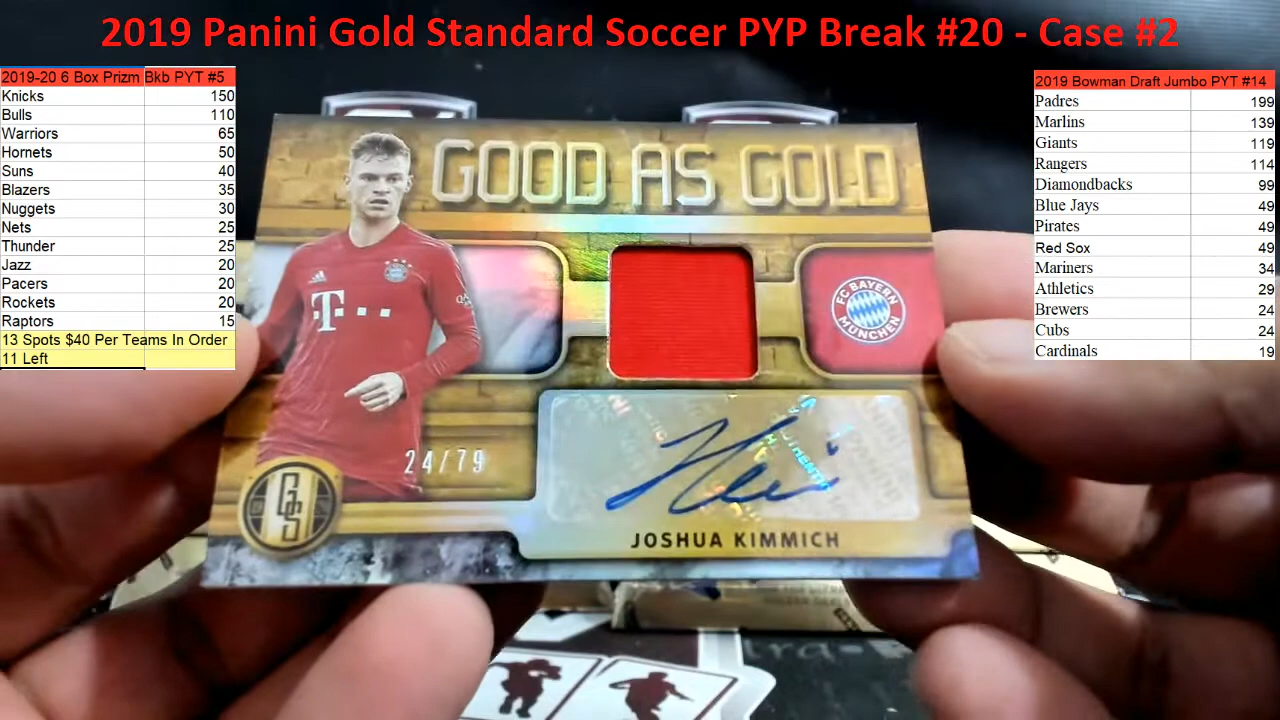 2019 Panini Gold Standard Soccer PYP Break #20 - Case #2
2019-20 6 Box Prizm Bkb PYT #5
Knicks 150
Bulls 110
Warriors 65
Hornets 50
Suns 40
Blazers 35
Nuggets 30
Nets 25
Thunder 25
Jazz 20
Pacers 20
Rockets 20
Raptors 15
13 Spots $40 Per Teams In Order
11 Left
2019 Bowman Draft Jumbo PYT #14
Padres 199
Marlins 139
Giants 119
Rangers 114
Diamondbacks 99
Blue Jays 49
Pirates 49
Red Sox 49
Mariners 34
Athletics 29
Brewers 24
Cubs 24
Cardinals 19
GOOD AS GOLD
T
FC BAYERN
MÜNCHEN
24/79
GS
JOSHUA KIMMICH